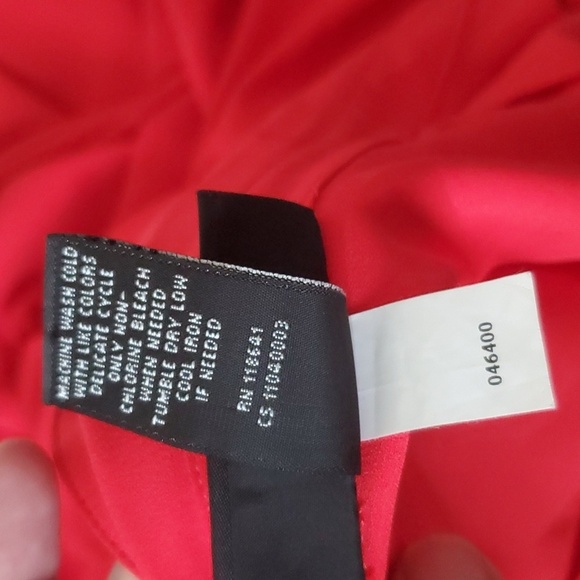 MACHINE WASH COLD
WITH LIKE COLORS
DELICATE CYCLE
ONLY NON-
CHLORINE BLEACH
WHEN NEEDED
TUMBLE DRY LOW
COOL IRON
IF NEEDED
RN 118641
CS 11040003
046400